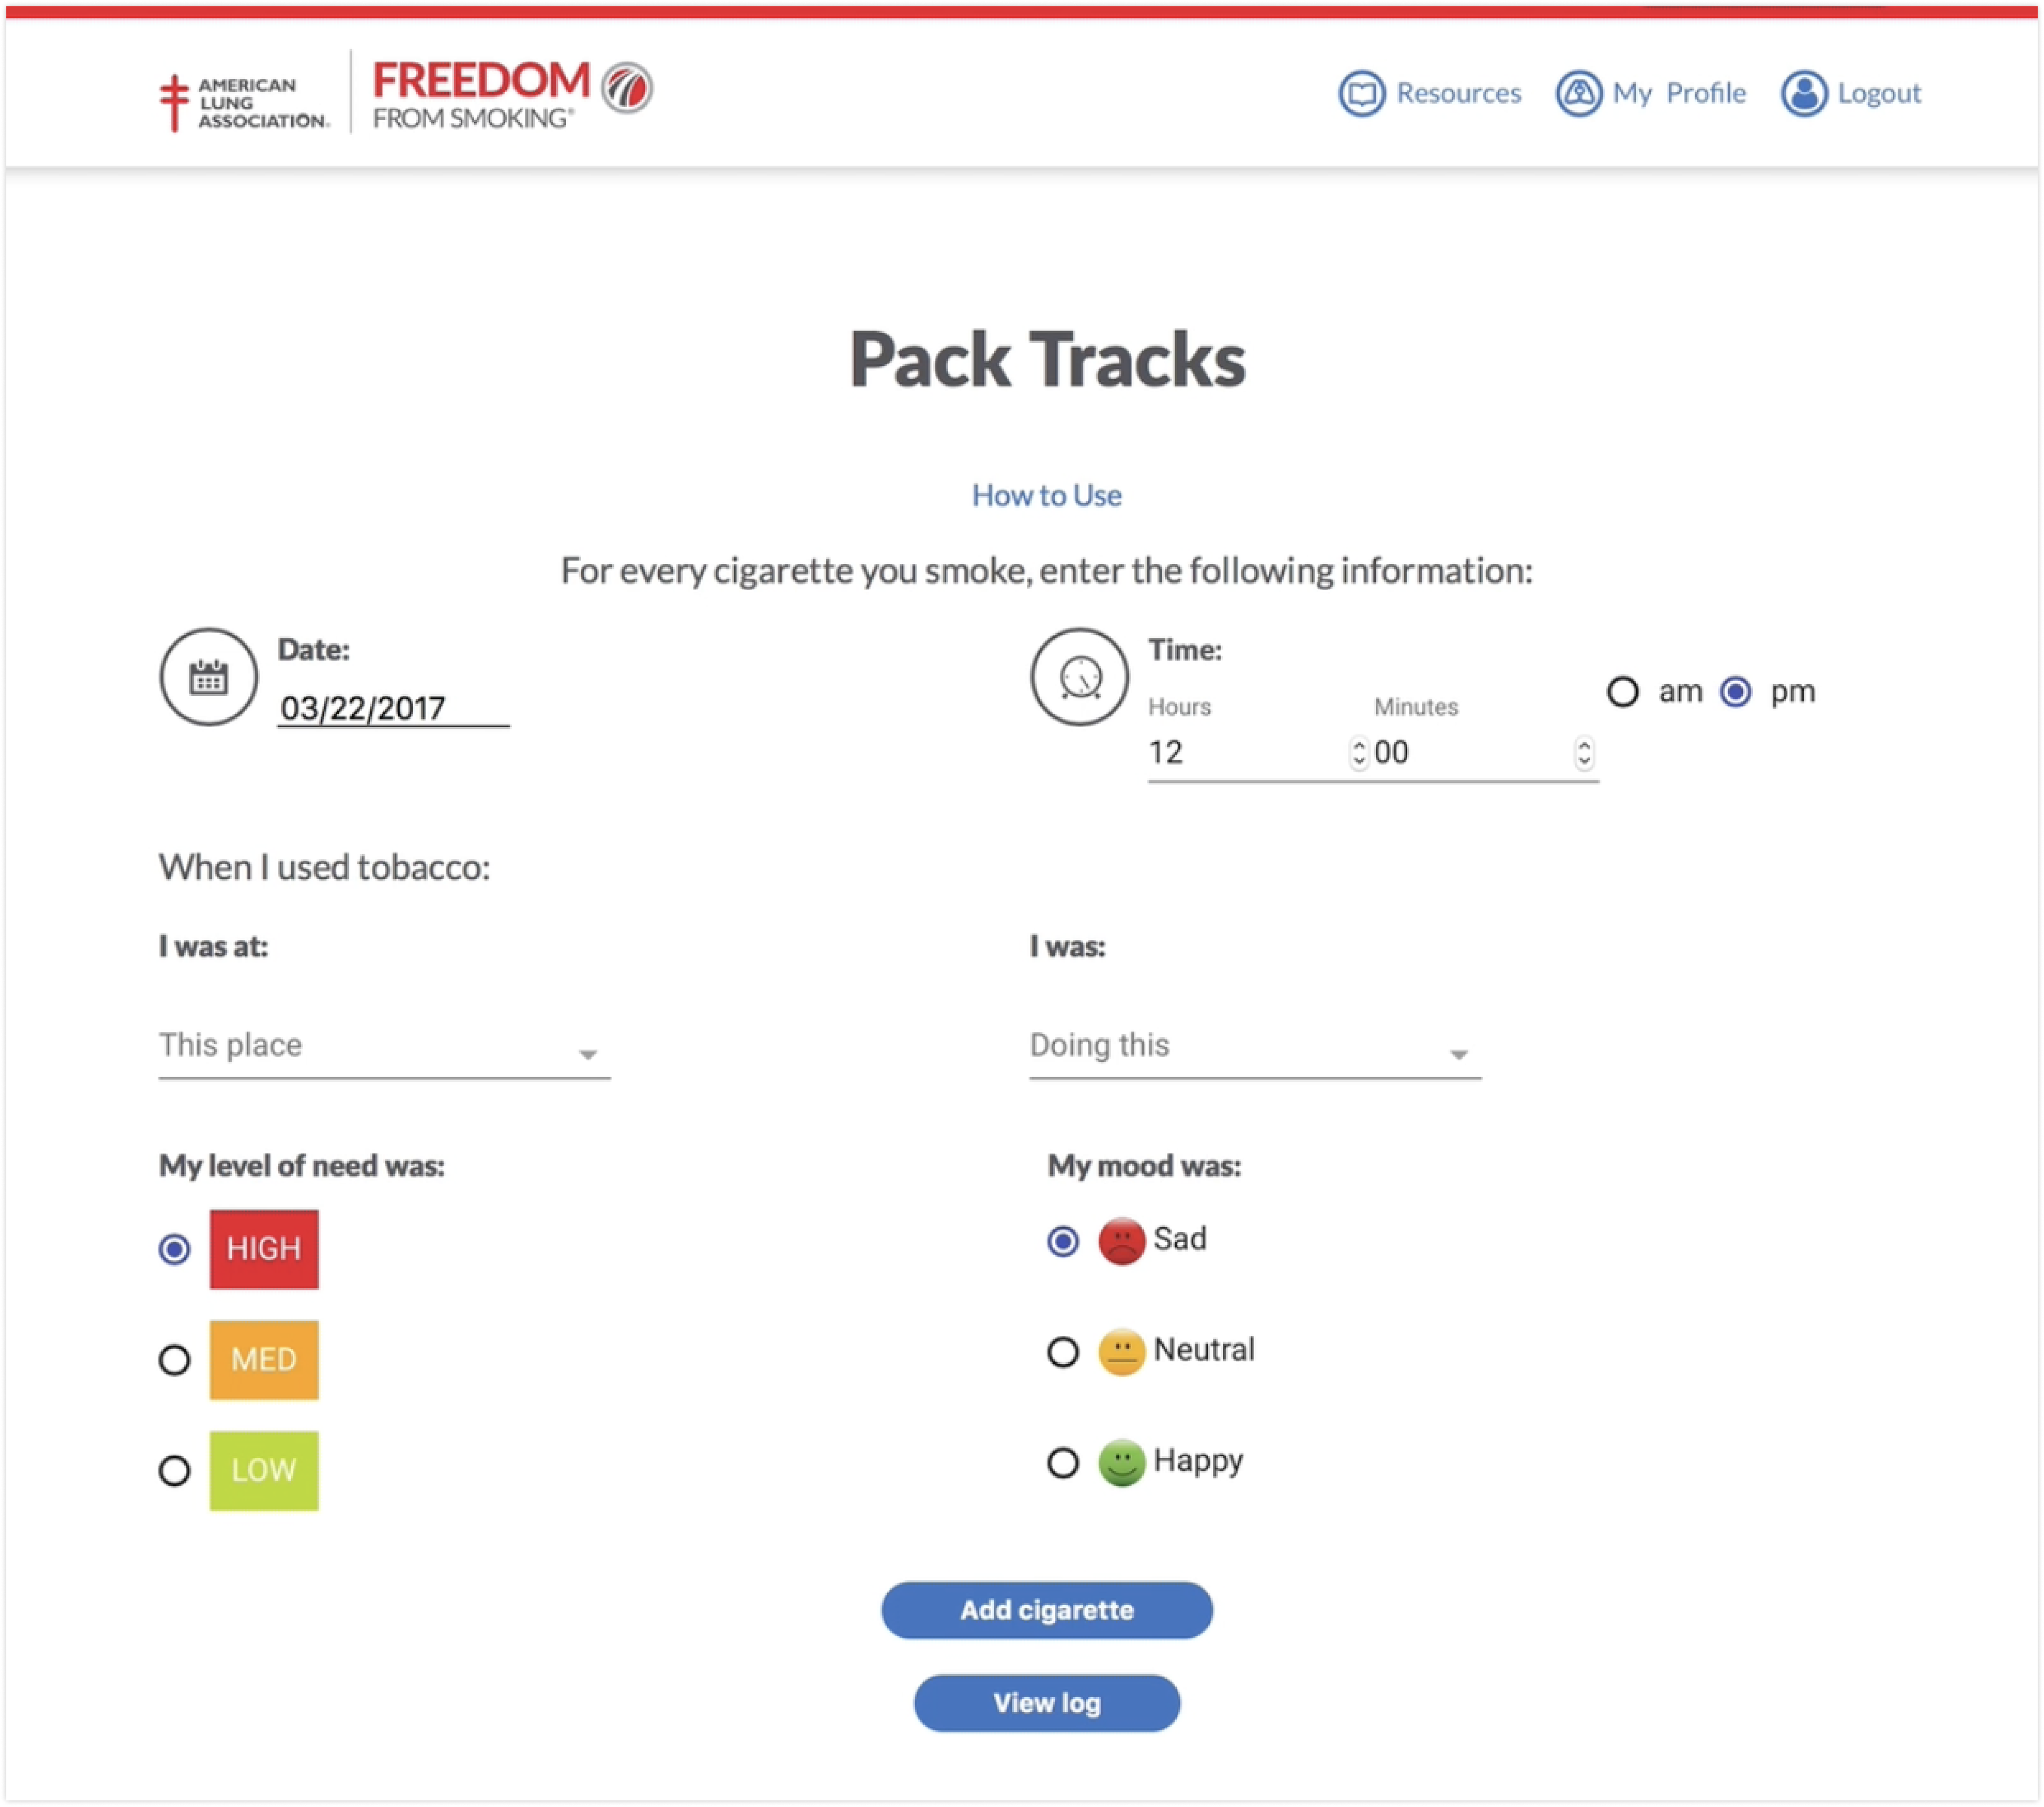 AMERICAN
LUNG
ASSOCIATION®
FREEDOM
FROM SMOKING®
Resources My Profile Logout
Pack Tracks
How to Use
For every cigarette you smoke, enter the following information:
Date:
03/22/2017
Time:
Hours Minutes
12 00
am pm
When I used tobacco:
I was at:
This place
I was:
Doing this
My level of need was:
HIGH
MED
LOW
My mood was:
Sad
Neutral
Happy
Add cigarette
View log